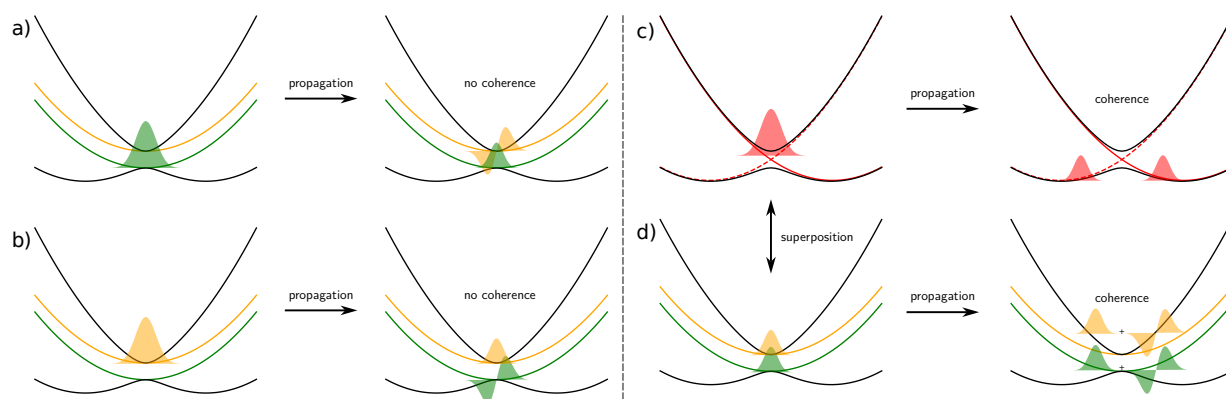 a)
propagation
no coherence
b)
propagation
no coherence
c)
propagation
coherence
superposition
d)
propagation
coherence
+
+